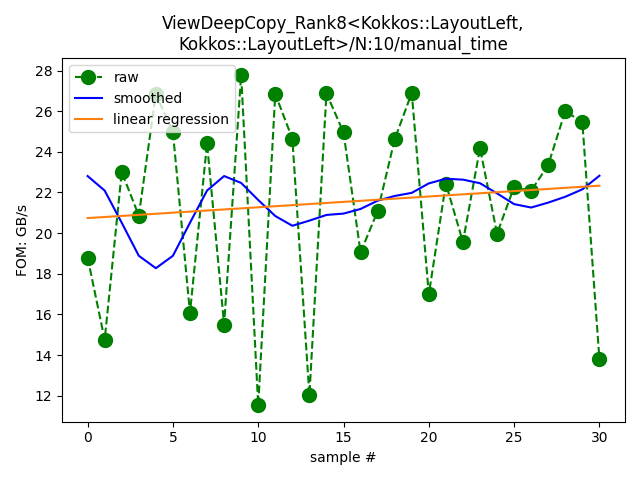 ViewDeepCopy_Rank8<Kokkos::LayoutLeft,
Kokkos::LayoutLeft>/N:10/manual_time
raw
smoothed
linear regression
FOM: GB/s
28
26
24
22
20
18
16
14
12
0 5 10 15 20 25 30
sample #